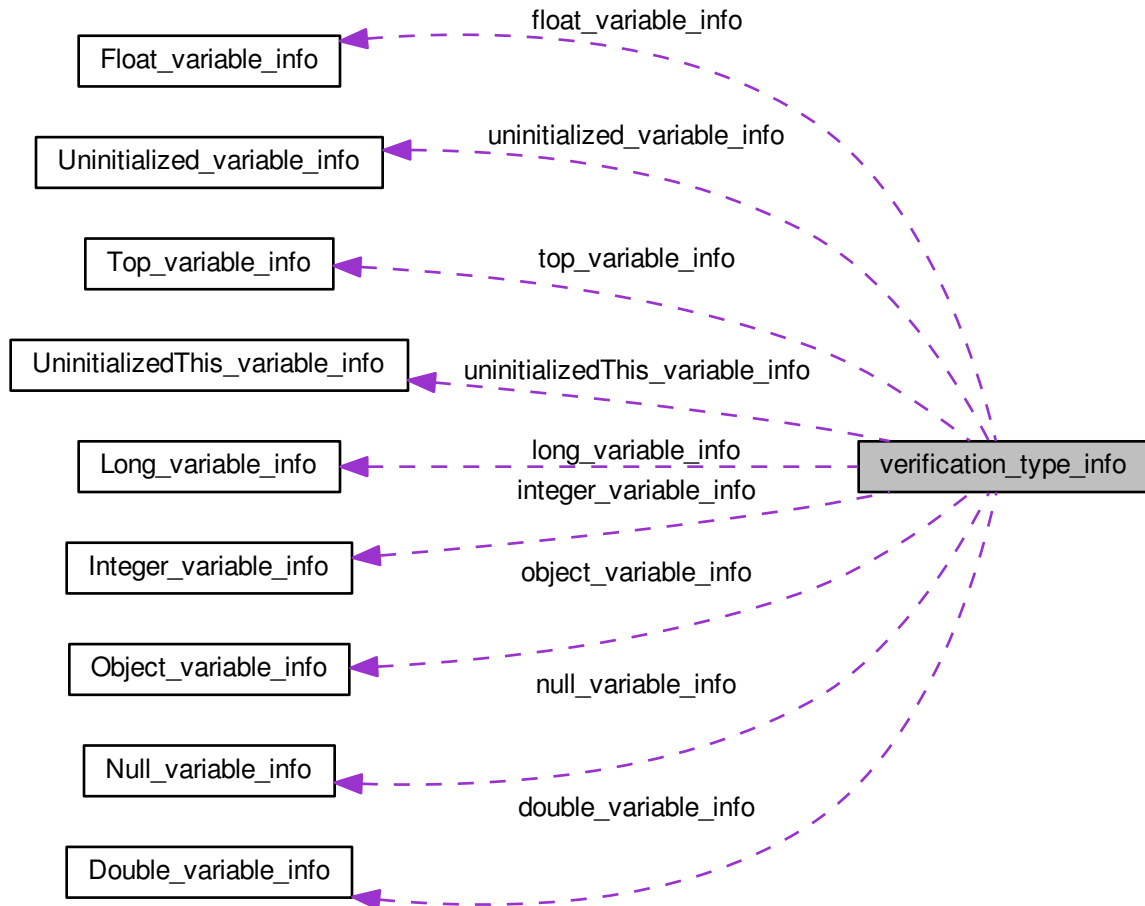 float_variable_info
Float_variable_info
uninitialized_variable_info
Uninitialized_variable_info
top_variable_info
Top_variable_info
UninitializedThis_variable_info
uninitializedThis_variable_info
long_variable_info
Long_variable_info
verification_type_info
integer_variable_info
Integer_variable_info
object_variable_info
Object_variable_info
null_variable_info
Null_variable_info
double_variable_info
Double_variable_info